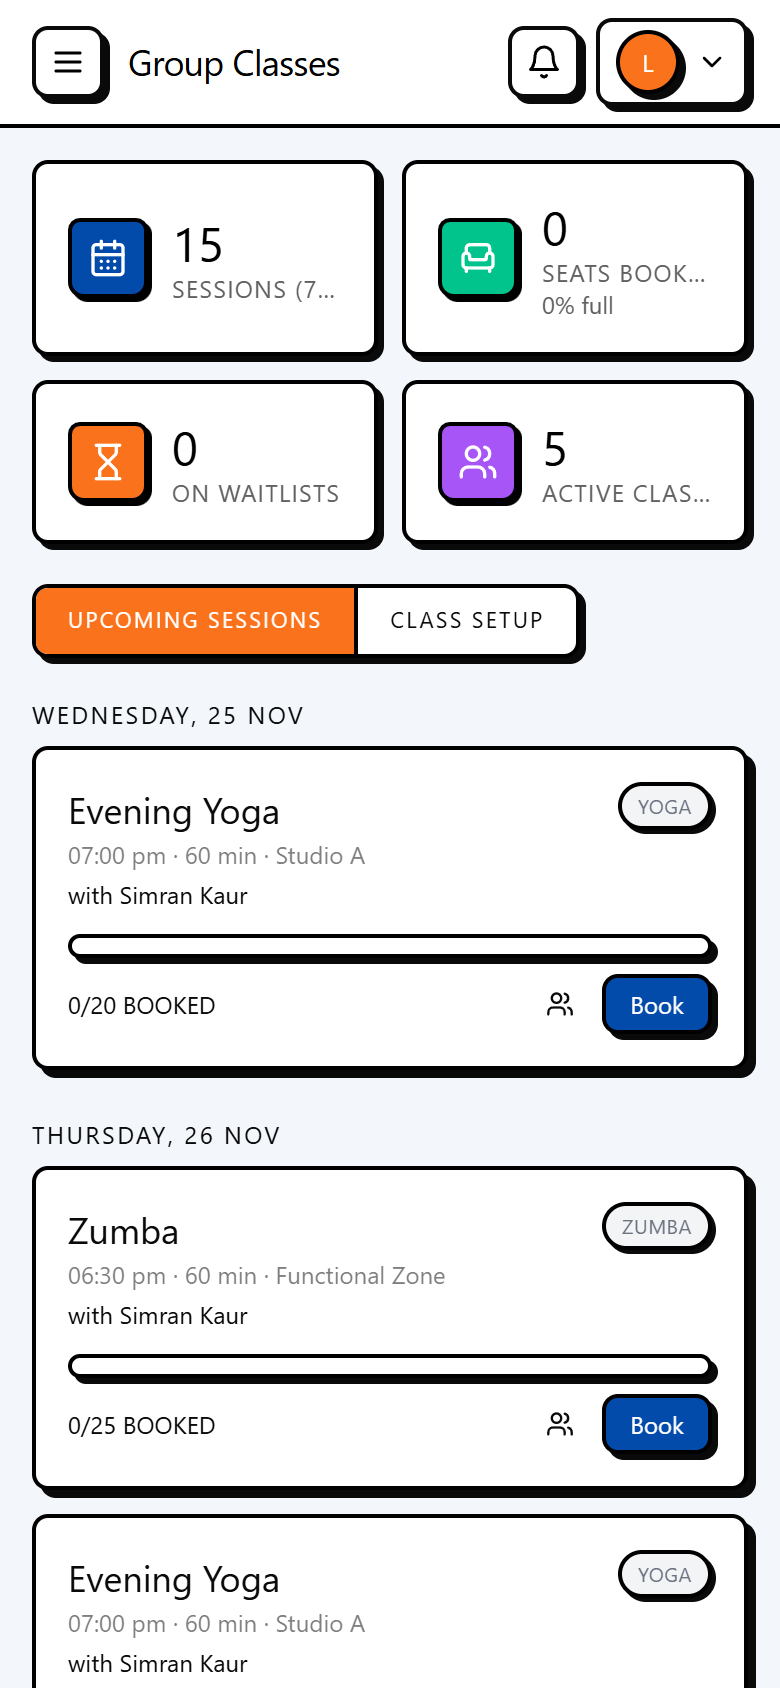 Group Classes
L
15
SESSIONS (7...
0
SEATS BOOK...
0% full
0
ON WAITLISTS
5
ACTIVE CLAS...
UPCOMING SESSIONS
CLASS SETUP
WEDNESDAY, 25 NOV
Evening Yoga
YOGA
07:00 pm · 60 min · Studio A
with Simran Kaur
0/20 BOOKED
Book
THURSDAY, 26 NOV
Zumba
ZUMBA
06:30 pm · 60 min · Functional Zone
with Simran Kaur
0/25 BOOKED
Book
Evening Yoga
YOGA
07:00 pm · 60 min · Studio A
with Simran Kaur